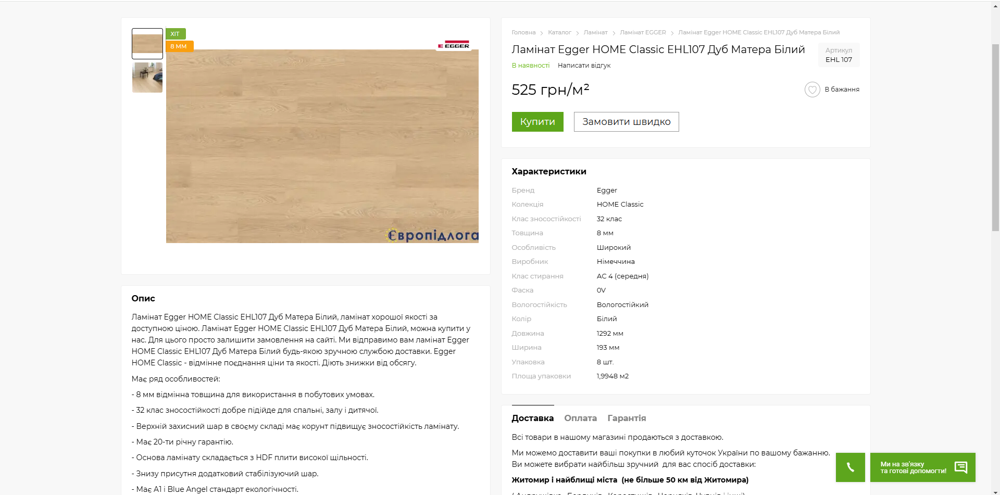 ХІТ
8 ММ
EGGER
Європідлога
Головна
Каталог
Ламінат
Ламінат EGGER
Ламінат Egger HOME Classic EHL107 Дуб Матера Білий
Ламінат Egger HOME Classic EHL107 Дуб Матера Білий
Артикул
EHL 107
В наявності
Написати відгук
525 грн/м²
В бажання
Купити
Замовити швидко
Характеристики
Бренд Egger
Колекція HOME Classic
Клас зносостійкості 32 клас
Товщина 8 мм
Особливість Широкий
Виробник Німеччина
Клас стирання АС 4 (середня)
Фаска 0V
Вологостійкість Вологостійкий
Колір Білий
Довжина 1292 мм
Ширина 193 мм
Упаковка 8 шт.
Площа упаковки 1,9948 м2
Опис
Ламінат Egger HOME Classic EHL107 Дуб Матера Білий, ламінат хорошої якості за
доступною ціною. Ламінат Egger HOME Classic EHL107 Дуб Матера Білий, можна купити у
нас. Для цього просто залишити замовлення на сайті. Ми відправимо вам ламінат Egger
HOME Classic EHL107 Дуб Матера Білий будь-якою зручною службою доставки. Egger
HOME Classic - відмінне поєднання ціни та якості. Діють знижки від обсягу.
Має ряд особливостей:
- 8 мм відмінна товщина для використання в побутових умовах.
- 32 клас зносостійкості добре підійде для спальні, залу і дитячої.
- Верхній захисний шар в своєму складі має корунт підвищує зносостійкість ламінату.
- Має 20-ти річну гарантію.
- Основа ламінату складається з HDF плити високої щільності.
- Знизу присутня додатковий стабілізуючий шар.
- Має А1 і Blue Angel стандарт екологічності.
Доставка Оплата Гарантія
Всі товари в нашому магазині продаються з доставкою.
Ми можемо доставити ваші покупки в любий куточок України по вашому бажанню.
Ви можете вибрати найбільш зручний для вас спосіб доставки:
Житомир і найблищі міста (не більше 50 км від Житомира)
Ми на зв'язку
та готові допомогти!